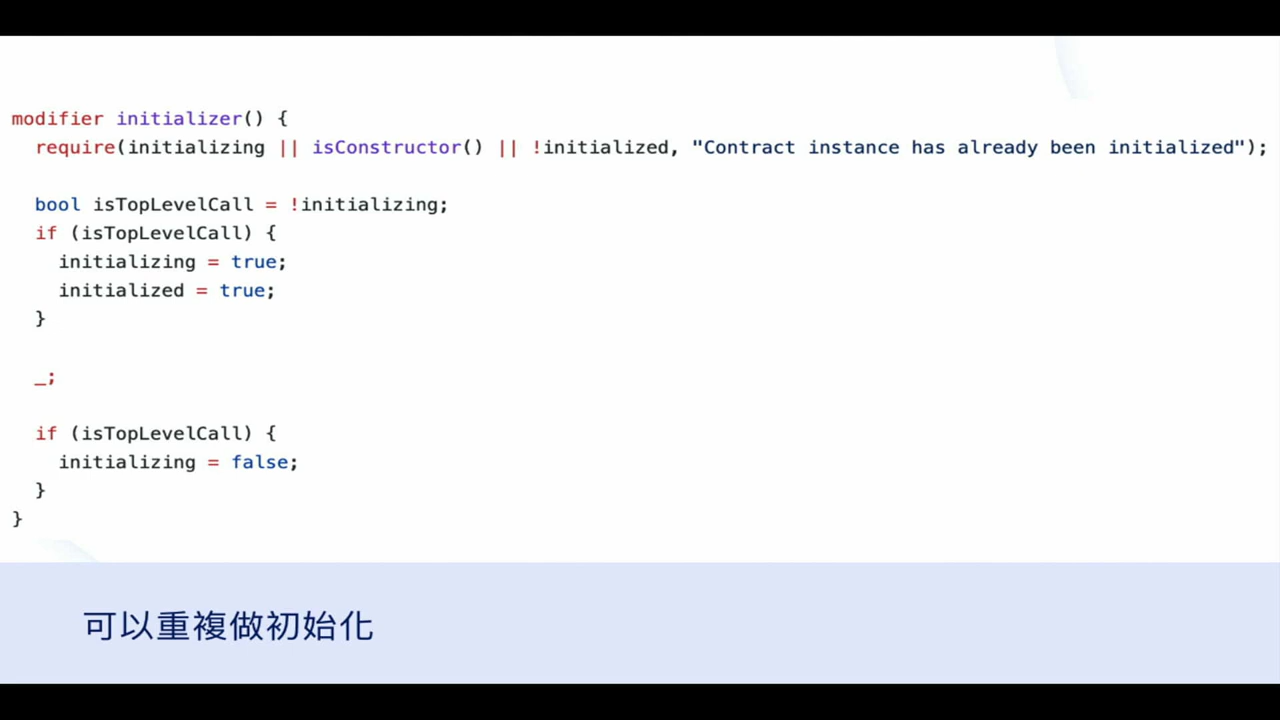 modifier initializer() {
require(initializing || isConstructor() || !initialized, "Contract instance has already been initialized");
bool isTopLevelCall = !initializing;
if (isTopLevelCall) {
initializing = true;
initialized = true;
}
_;
if (isTopLevelCall) {
initializing = false;
}
}
可以重複做初始化